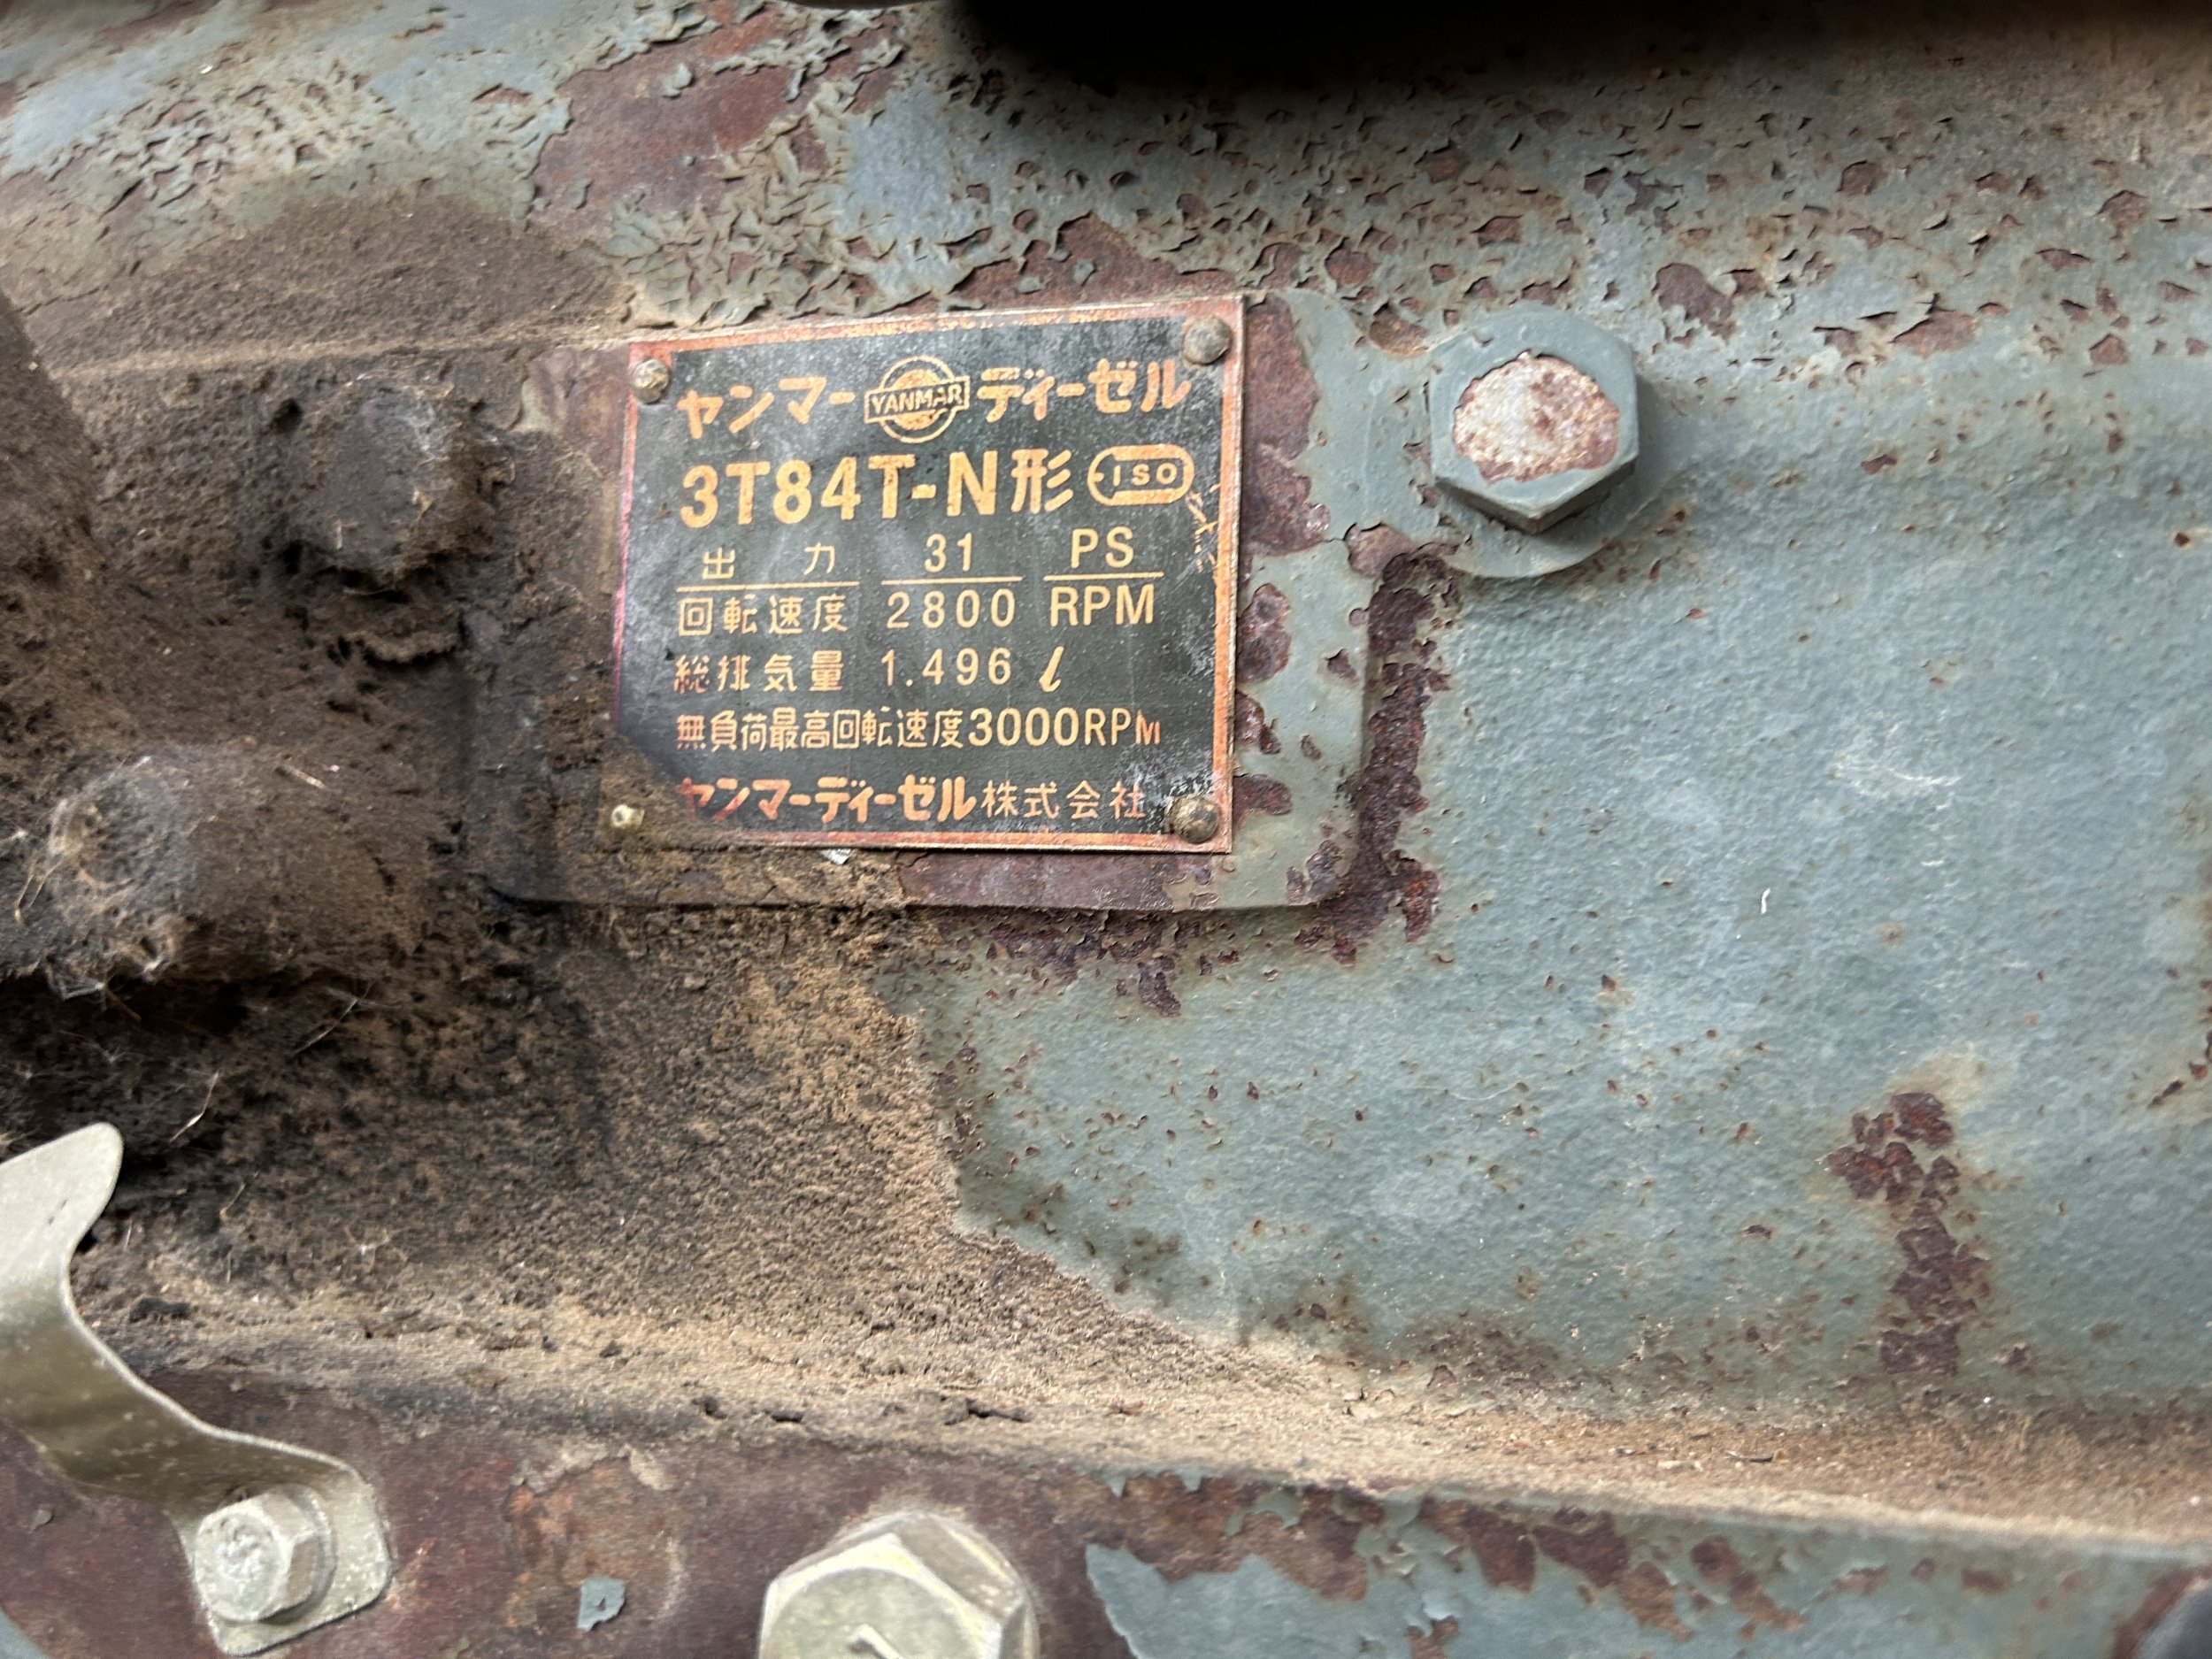 ヤンマー YANMAR ディーゼル
3T84T-N形 ISO
出力 31 PS
回転速度 2800 RPM
総排気量 1.496 l
無負荷最高回転速度3000RPM
ヤンマーディーゼル株式会社